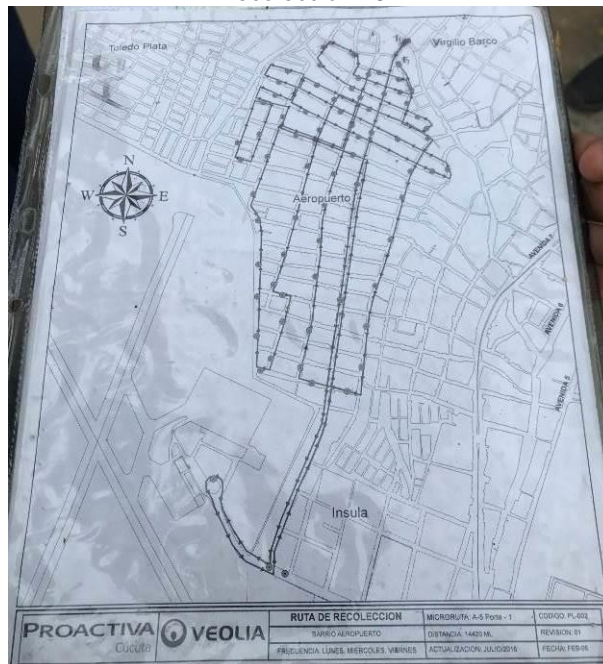 Toledo Plata
Virgilio Barco
N
W E
S
Aeropuerto
AVENIDA 7
AVENIDA 6
AVENIDA 5
Insula
PROACTIVA
Cúcuta
VEOLIA
RUTA DE RECOLECCION
BARRIO AEROPUERTO
FRECUENCIA: LUNES, MIERCOLES, VIERNES
MICRORUTA: A-5 Parte - 1
DISTANCIA: 14420 ML
ACTUALIZACION: JULIO/2016
CODIGO: PL-002
REVISION: 01
FECHA: FEB-06